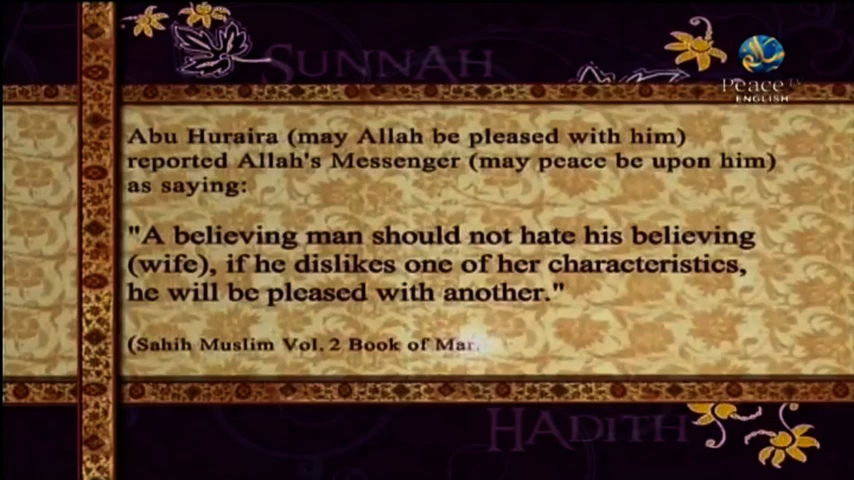 SUNNAH
Peace TV
ENGLISH
Abu Huraira (may Allah be pleased with him)
reported Allah's Messenger (may peace be upon him)
as saying:
"A believing man should not hate his believing
(wife), if he dislikes one of her characteristics,
he will be pleased with another."
(Sahih Muslim Vol. 2 Book of Mar
HADITH